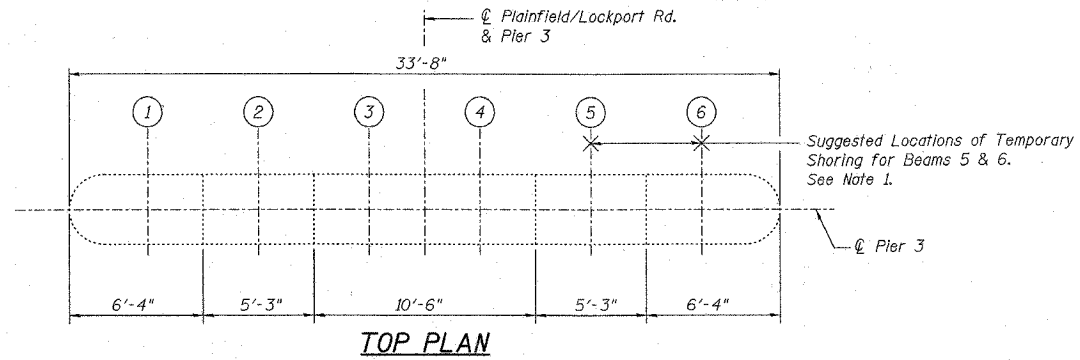 ℄ Plainfield/Lockport Rd.
& Pier 3
33'-8"
1
2
3
4
5
6
Suggested Locations of Temporary
Shoring for Beams 5 & 6.
See Note 1.
℄ Pier 3
6'-4"
5'-3"
10'-6"
5'-3"
6'-4"
TOP PLAN